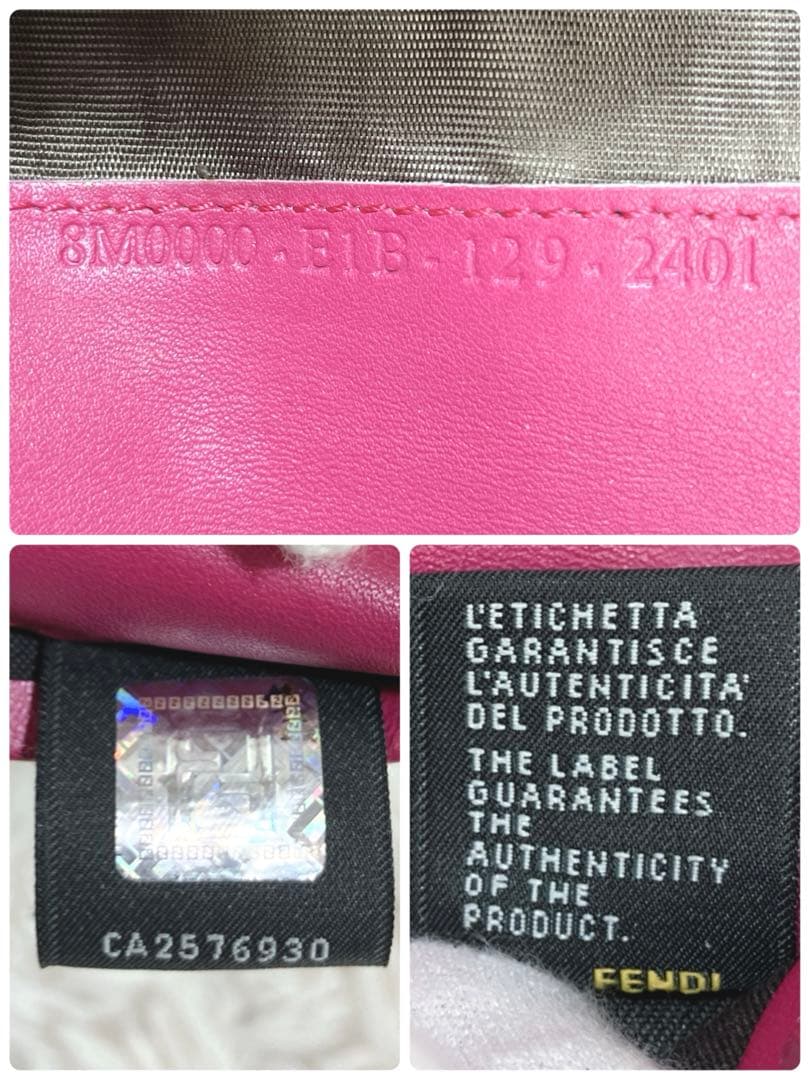 8M0000-E1B-129-2401
CA2576930
L'ETICHETTA
GARANTISCE
L'AUTENTICITA'
DEL PRODOTTO.
THE LABEL
GUARANTEES
THE
AUTHENTICITY
OF THE
PRODUCT.
FENDI